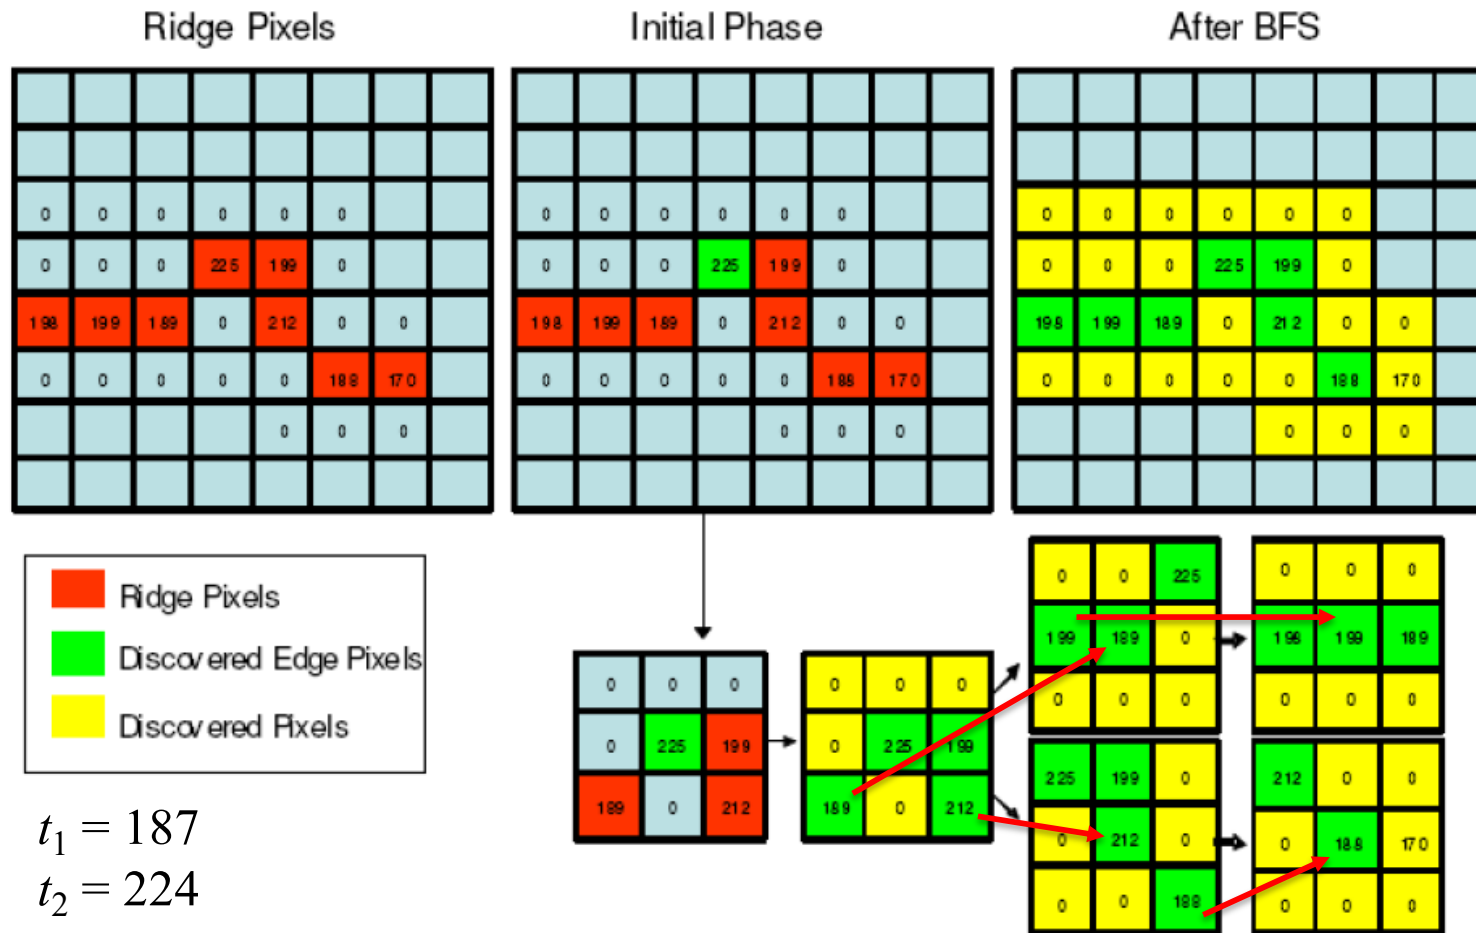 Ridge Pixels
Initial Phase
After BFS
0 0 0 0 0 0
0 0 0 225 199 0
198 199 189 0 212 0 0
0 0 0 0 0 188 170
0 0 0
0 0 0 0 0 0
0 0 0 225 199 0
198 199 189 0 212 0 0
0 0 0 0 0 188 170
0 0 0
0 0 0 0 0 0
0 0 0 225 199 0
198 199 189 0 212 0 0
0 0 0 0 0 188 170
0 0 0
Ridge Pixels
Discovered Edge Pixels
Discovered Pixels
t1 = 187
t2 = 224
0 0 0
0 225 199
189 0 212
0 0 0
0 225 199
189 0 212
0 0 225
199 189 0
0 0 0
0 0 0
198 199 189
0 0 0
225 199 0
0 212 0
0 0 188
212 0 0
0 188 170
0 0 0